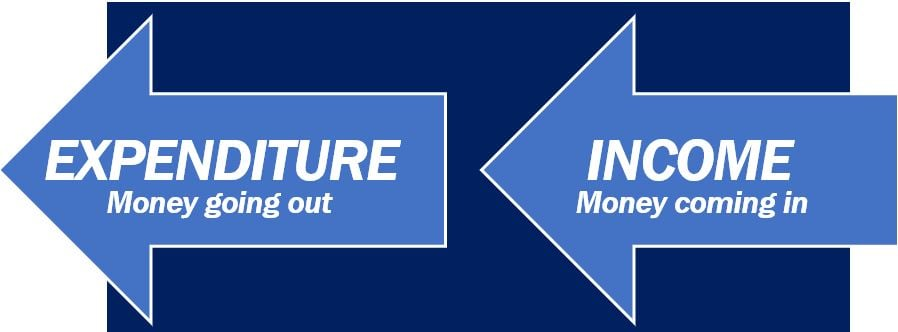 EXPENDITURE
Money going out
INCOME
Money coming in